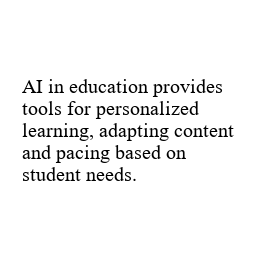 AI in education provides
tools for personalized
learning, adapting content
and pacing based on
student needs.